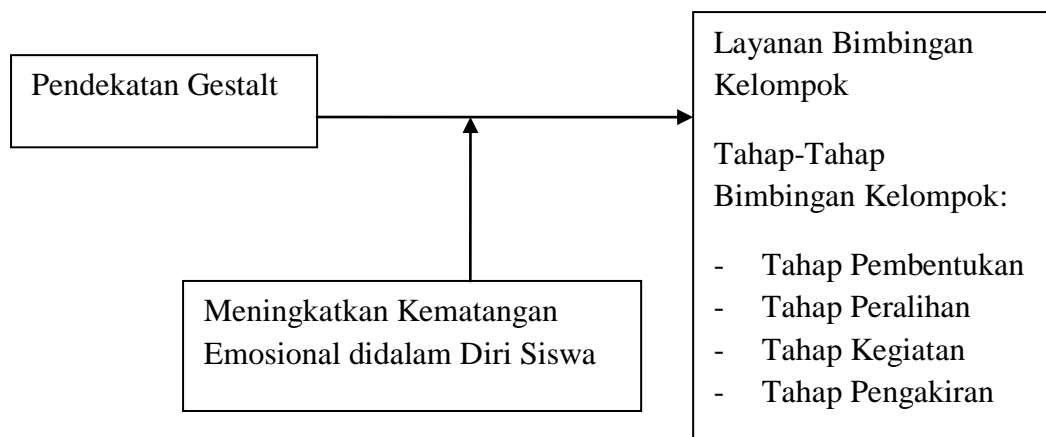 Pendekatan Gestalt
Layanan Bimbingan
Kelompok
Tahap-Tahap
Bimbingan Kelompok:
- Tahap Pembentukan
- Tahap Peralihan
- Tahap Kegiatan
- Tahap Pengakiran
Meningkatkan Kematangan
Emosional didalam Diri Siswa